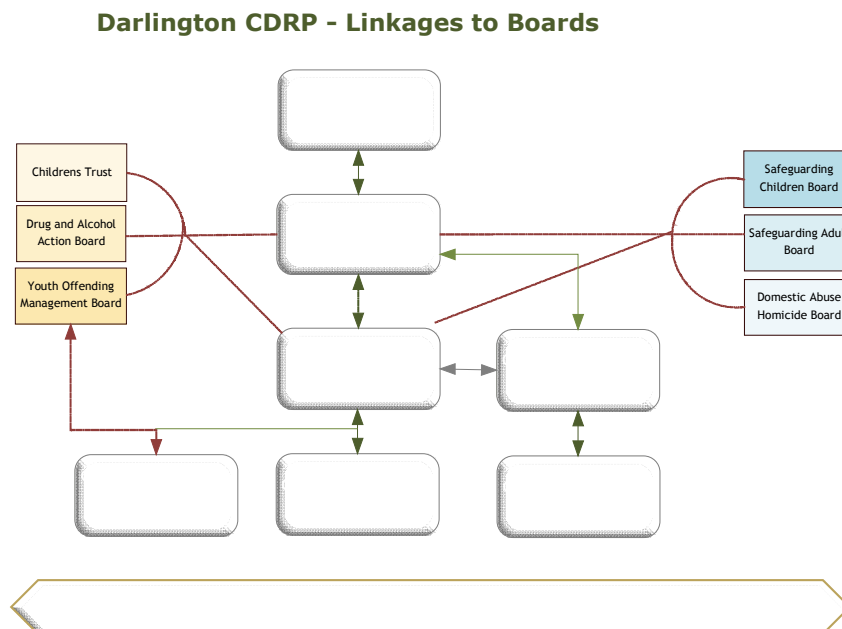 Darlington CDRP - Linkages to Boards
Childrens Trust
Drug and Alcohol
Action Board
Youth Offending
Management Board
Safeguarding
Children Board
Safeguarding
Board
Domestic Abuse
Homicide Board